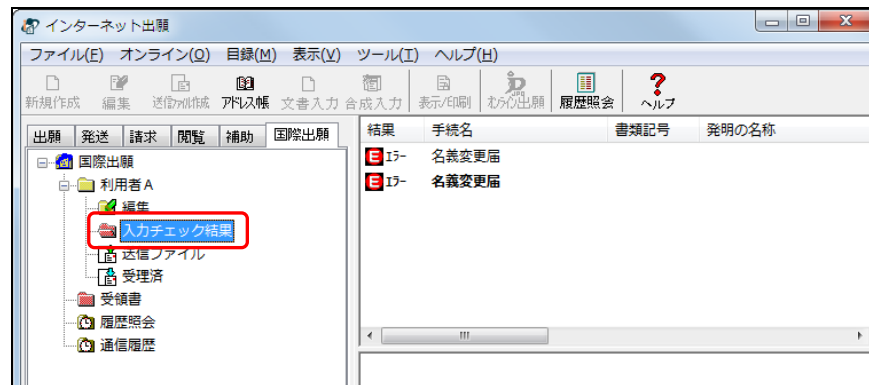 インターネット出願
ファイル(F) オンライン(O) 目録(M) 表示(V) ツール(T) ヘルプ(H)
新規作成 編集 送信ファイル作成 アドレス帳 文書入力 合成入力 表示/印刷 オンライン出願 履歴照会 ヘルプ
出願 発送 請求 閲覧 補助 国際出願
国際出願
利用者A
編集
入力チェック結果
送信ファイル
受理済
受領書
履歴照会
通信履歴
結果 手続名 書類記号 発明の名称
E ｴﾗｰ 名義変更届
E ｴﾗｰ 名義変更届